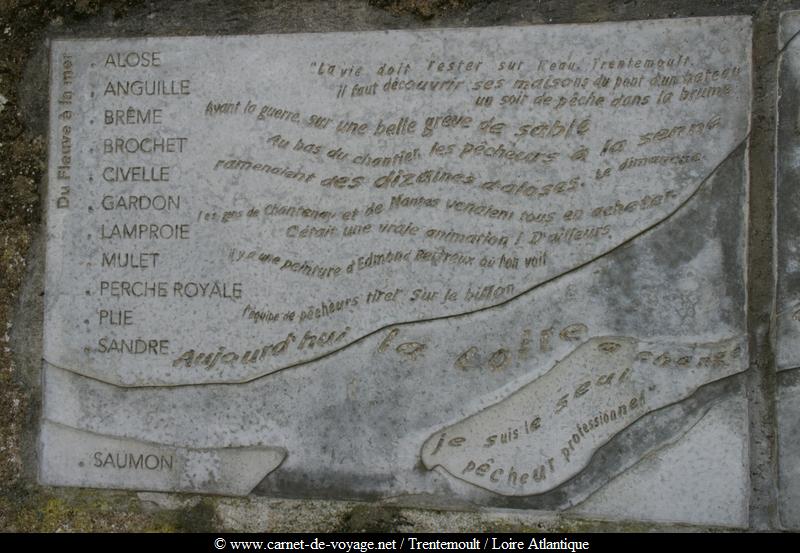 Du Fleuve à la mer
. ALOSE
. ANGUILLE
. BRÊME
. BROCHET
. CIVELLE
. GARDON
. LAMPROIE
. MULET
. PERCHE ROYALE
. PLIE
. SANDRE
. SAUMON
"La vie doit rester sur l'eau. Trentemoult,
il faut découvrir ses maisons du pont d'un bateau
un soir de pêche dans la brume.
Avant la guerre, sur une belle grève de sable
Au bas du chantier, les pêcheurs à la senne
ramenaient des dizaines d'aloses. Le dimanche,
les gens de Chantenay et de Nantes venaient tous en acheter.
C'était une vraie animation ! D'ailleurs
il y a une peinture d'Edmond où l'on voit
l'équipe de pêcheurs tirer sur le
Aujourd'hui la a changé
je suis le seul
pêcheur professionnel"
© www.carnet-de-voyage.net / Trentemoult / Loire Atlantique